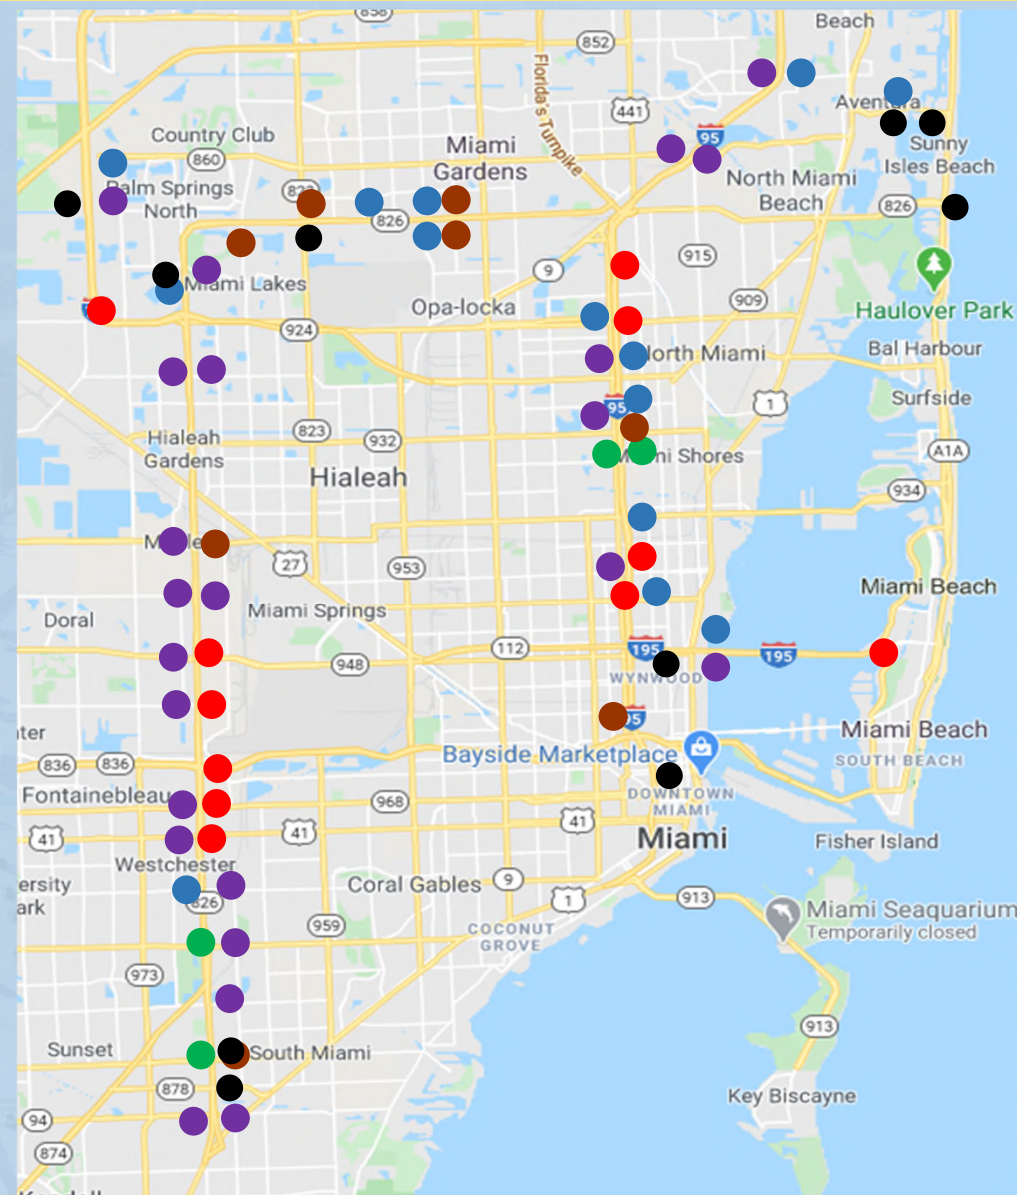 858
Beach
852
Florida's Turnpike
441
Aventura
95
Country Club
860
Miami
Gardens
Sunny
Isles Beach
Palm Springs
North
North Miami
Beach
826
826
915
9
Miami Lakes
909
Opa-locka
Haulover Park
924
North Miami
Bal Harbour
Surfside
1
95
823
932
Hialeah
Gardens
Miami Shores
A1A
Hialeah
934
27
953
Miami Springs
Miami Beach
Doral
112
195
195
948
WYNWOOD
95
Miami Beach
SOUTH BEACH
Bayside Marketplace
836
836
Fontainebleau
968
DOWNTOWN
MIAMI
41
41
41
Miami
Fisher Island
Westchester
Coral Gables
9
1
913
826
Miami Seaquarium
Temporarily closed
959
COCONUT
GROVE
973
913
Sunset
South Miami
878
Key Biscayne
94
874